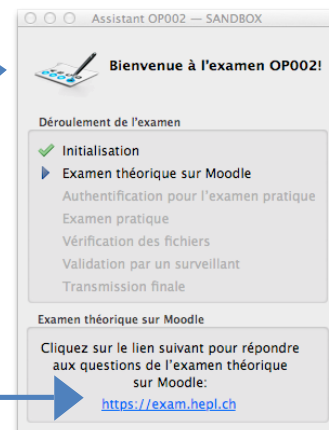 Assistant OP002 — SANDBOX
Bienvenue à l'examen OP002!
Déroulement de l'examen
Initialisation
Examen théorique sur Moodle
Authentification pour l'examen pratique
Examen pratique
Vérification des fichiers
Validation par un surveillant
Transmission finale
Examen théorique sur Moodle
Cliquez sur le lien suivant pour répondre
aux questions de l'examen théorique
sur Moodle:
https://exam.hepl.ch